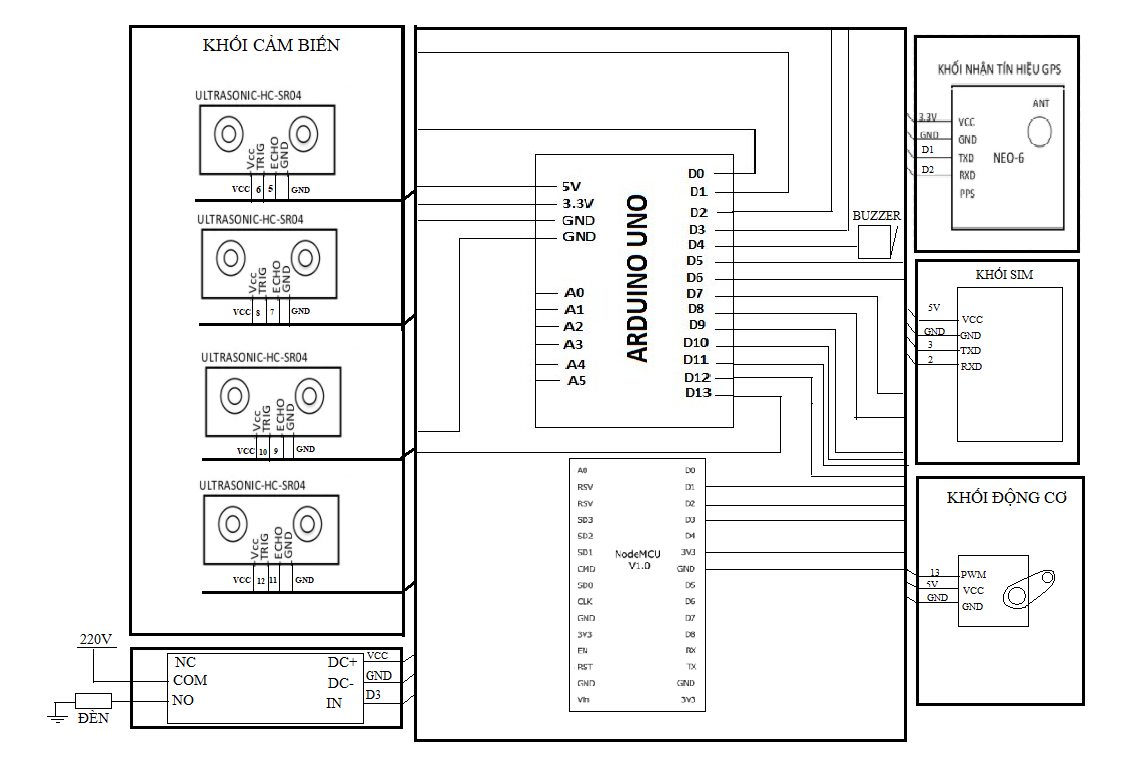 KHỐI CẢM BIẾN
ULTRASONIC-HC-SR04
Vcc
TRIG
ECHO
GND
VCC 6 5 GND
ULTRASONIC-HC-SR04
Vcc
TRIG
ECHO
GND
VCC 8 7 GND
ULTRASONIC-HC-SR04
Vcc
TRIG
ECHO
GND
VCC 10 9 GND
ULTRASONIC-HC-SR04
Vcc
TRIG
ECHO
GND
VCC 12 11 GND
220V
NC
COM
NO
ĐÈN
DC+
DC-
IN
VCC
GND
D3
ARDUINO UNO
5V
3.3V
GND
GND
A0
A1
A2
A3
A4
A5
D0
D1
D2
D3
D4
D5
D6
D7
D8
D9
D10
D11
D12
D13
BUZZER
NodeMCU
V1.0
A0
RSV
RSV
SD3
SD2
SD1
CMD
SD0
CLK
GND
3V3
EN
RST
GND
Vin
D0
D1
D2
D3
D4
3V3
GND
D5
D6
D7
D8
RX
TX
GND
3V3
KHỐI NHẬN TÍN HIỆU GPS
ANT
3.3V VCC
GND GND
D1 TXD
D2 RXD
PPS
NEO-6
KHỐI SIM
5V VCC
GND GND
3 TXD
2 RXD
KHỐI ĐỘNG CƠ
13 PWM
5V VCC
GND GND